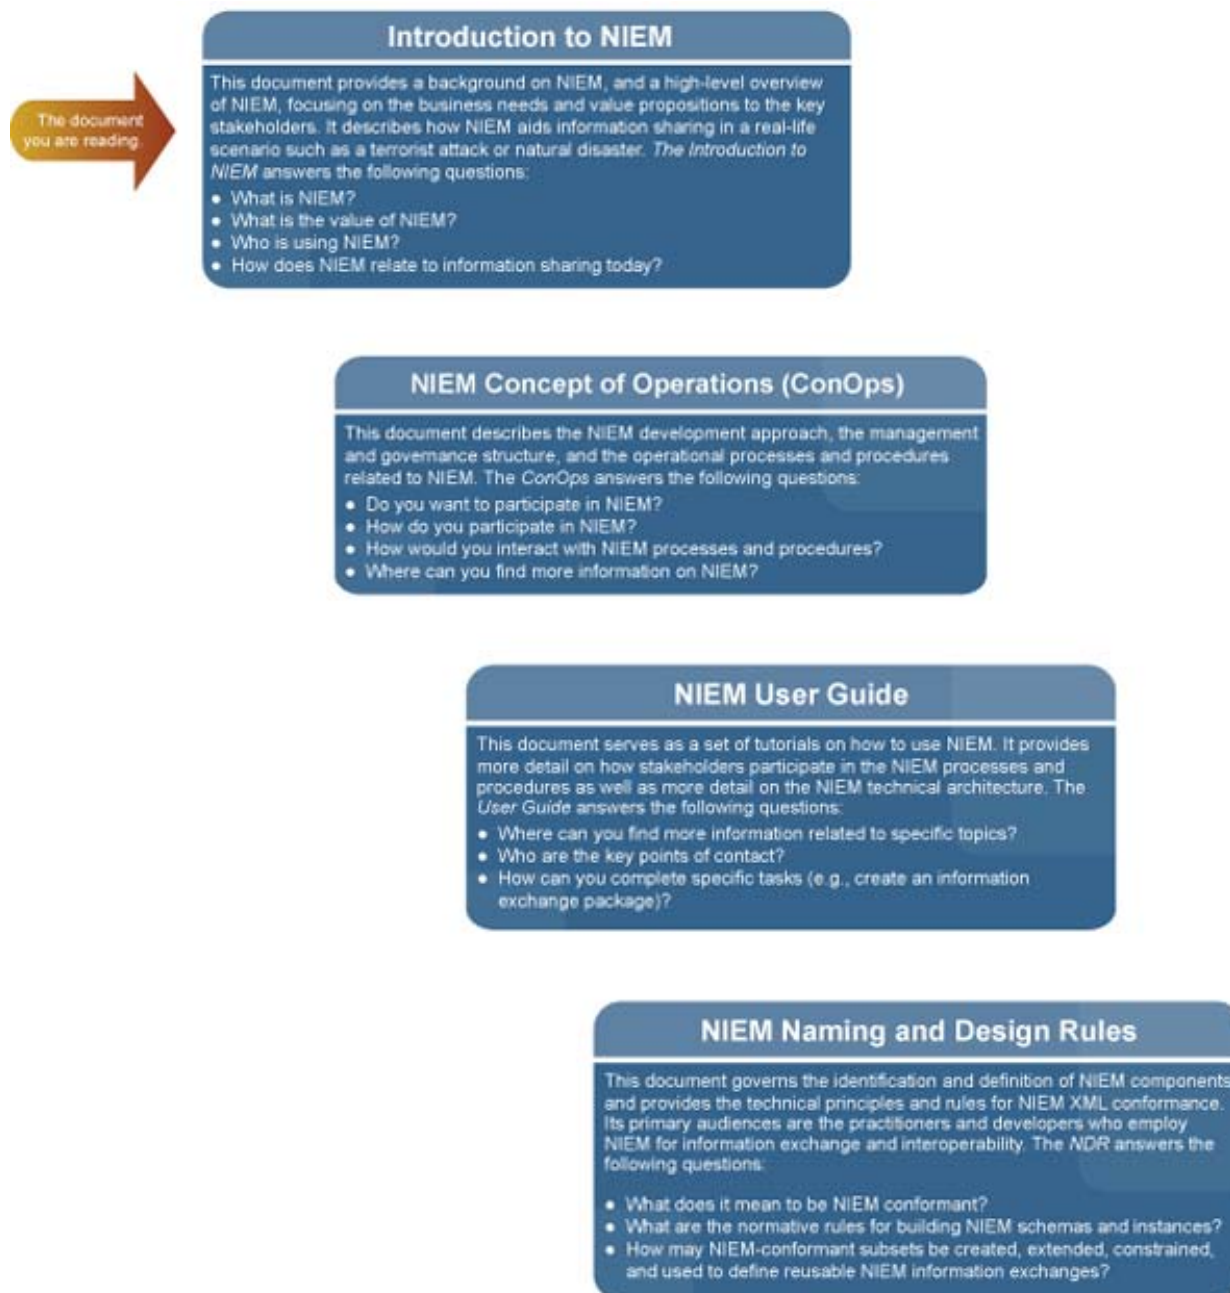 Introduction to NIEM
The document
you are reading.
This document provides a background on NIEM, and a high-level overview
of NIEM, focusing on the business needs and value propositions to the key
stakeholders. It describes how NIEM aids information sharing in a real-life
scenario such as a terrorist attack or natural disaster. The Introduction to
NIEM answers the following questions:
● What is NIEM?
● What is the value of NIEM?
● Who is using NIEM?
● How does NIEM relate to information sharing today?
NIEM Concept of Operations (ConOps)
This document describes the NIEM development approach, the management
and governance structure, and the operational processes and procedures
related to NIEM. The ConOps answers the following questions:
● Do you want to participate in NIEM?
● How do you participate in NIEM?
● How would you interact with NIEM processes and procedures?
● Where can you find more information on NIEM?
NIEM User Guide
This document serves as a set of tutorials on how to use NIEM. It provides
more detail on how stakeholders participate in the NIEM processes and
procedures as well as more detail on the NIEM technical architecture. The
User Guide answers the following questions:
● Where can you find more information related to specific topics?
● Who are the key points of contact?
● How can you complete specific tasks (e.g., create an information
exchange package)?
NIEM Naming and Design Rules
This document governs the identification and definition of NIEM components
and provides the technical principles and rules for NIEM XML conformance.
Its primary audiences are the practitioners and developers who employ
NIEM for information exchange and interoperability. The NDR answers the
following questions:
● What does it mean to be NIEM conformant?
● What are the normative rules for building NIEM schemas and instances?
● How may NIEM-conformant subsets be created, extended, constrained,
and used to define reusable NIEM information exchanges?